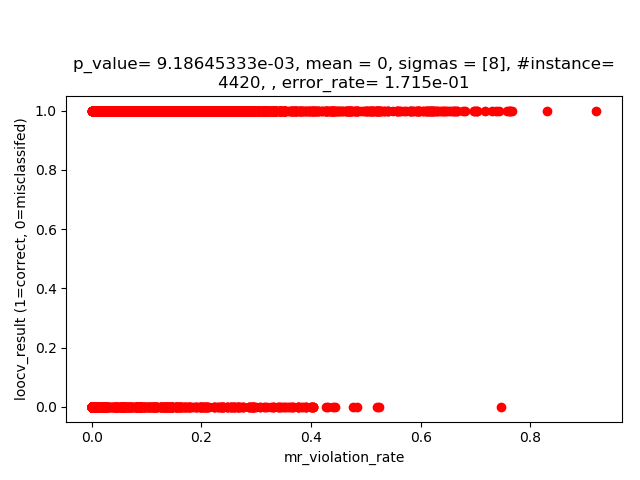 p_value= 9.18645333e-03, mean = 0, sigmas = [8], #instance=
4420, , error_rate= 1.715e-01
loocv_result (1=correct, 0=misclassifed)
1.0
0.8
0.6
0.4
0.2
0.0
0.0 0.2 0.4 0.6 0.8
mr_violation_rate